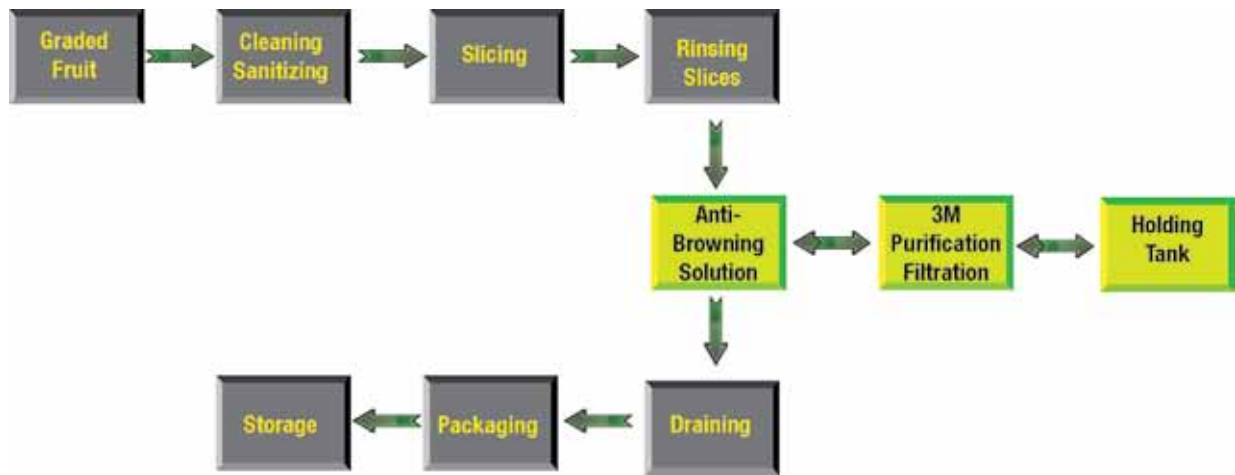 Graded
Fruit
Cleaning
Sanitizing
Slicing
Rinsing
Slices
Anti-
Browning
Solution
3M
Purification
Filtration
Holding
Tank
Storage
Packaging
Draining